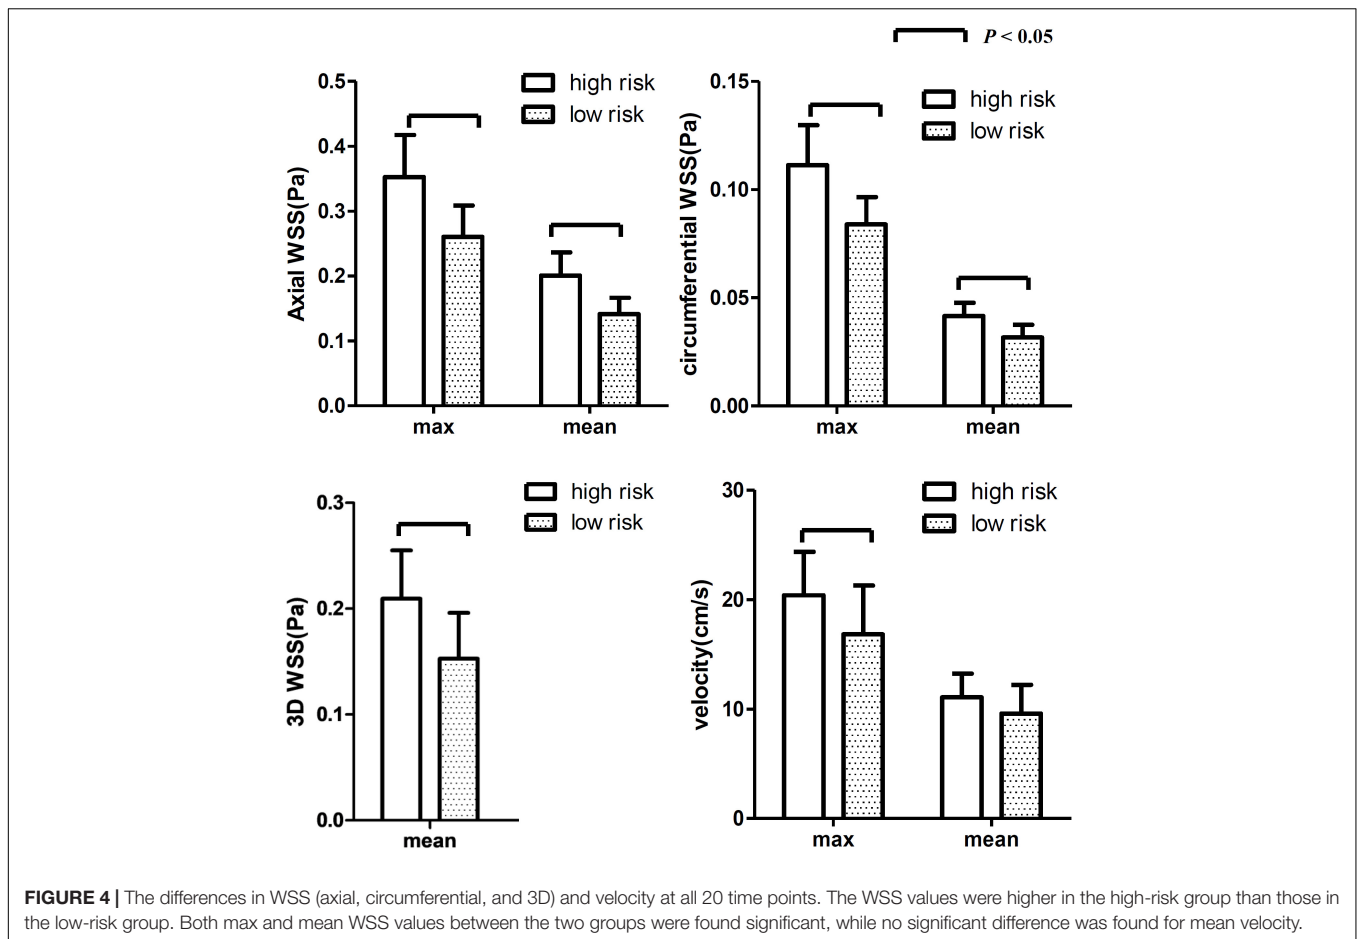 P < 0.05
high risk
low risk
Axial WSS(Pa)
0.5
0.4
0.3
0.2
0.1
0.0
max mean
high risk
low risk
circumferential WSS(Pa)
0.15
0.10
0.05
0.00
max mean
high risk
low risk
3D WSS(Pa)
0.3
0.2
0.1
0.0
mean
high risk
low risk
velocity(cm/s)
30
20
10
0
max mean
FIGURE 4 | The differences in WSS (axial, circumferential, and 3D) and velocity at all 20 time points. The WSS values were higher in the high-risk group than those in
the low-risk group. Both max and mean WSS values between the two groups were found significant, while no significant difference was found for mean velocity.